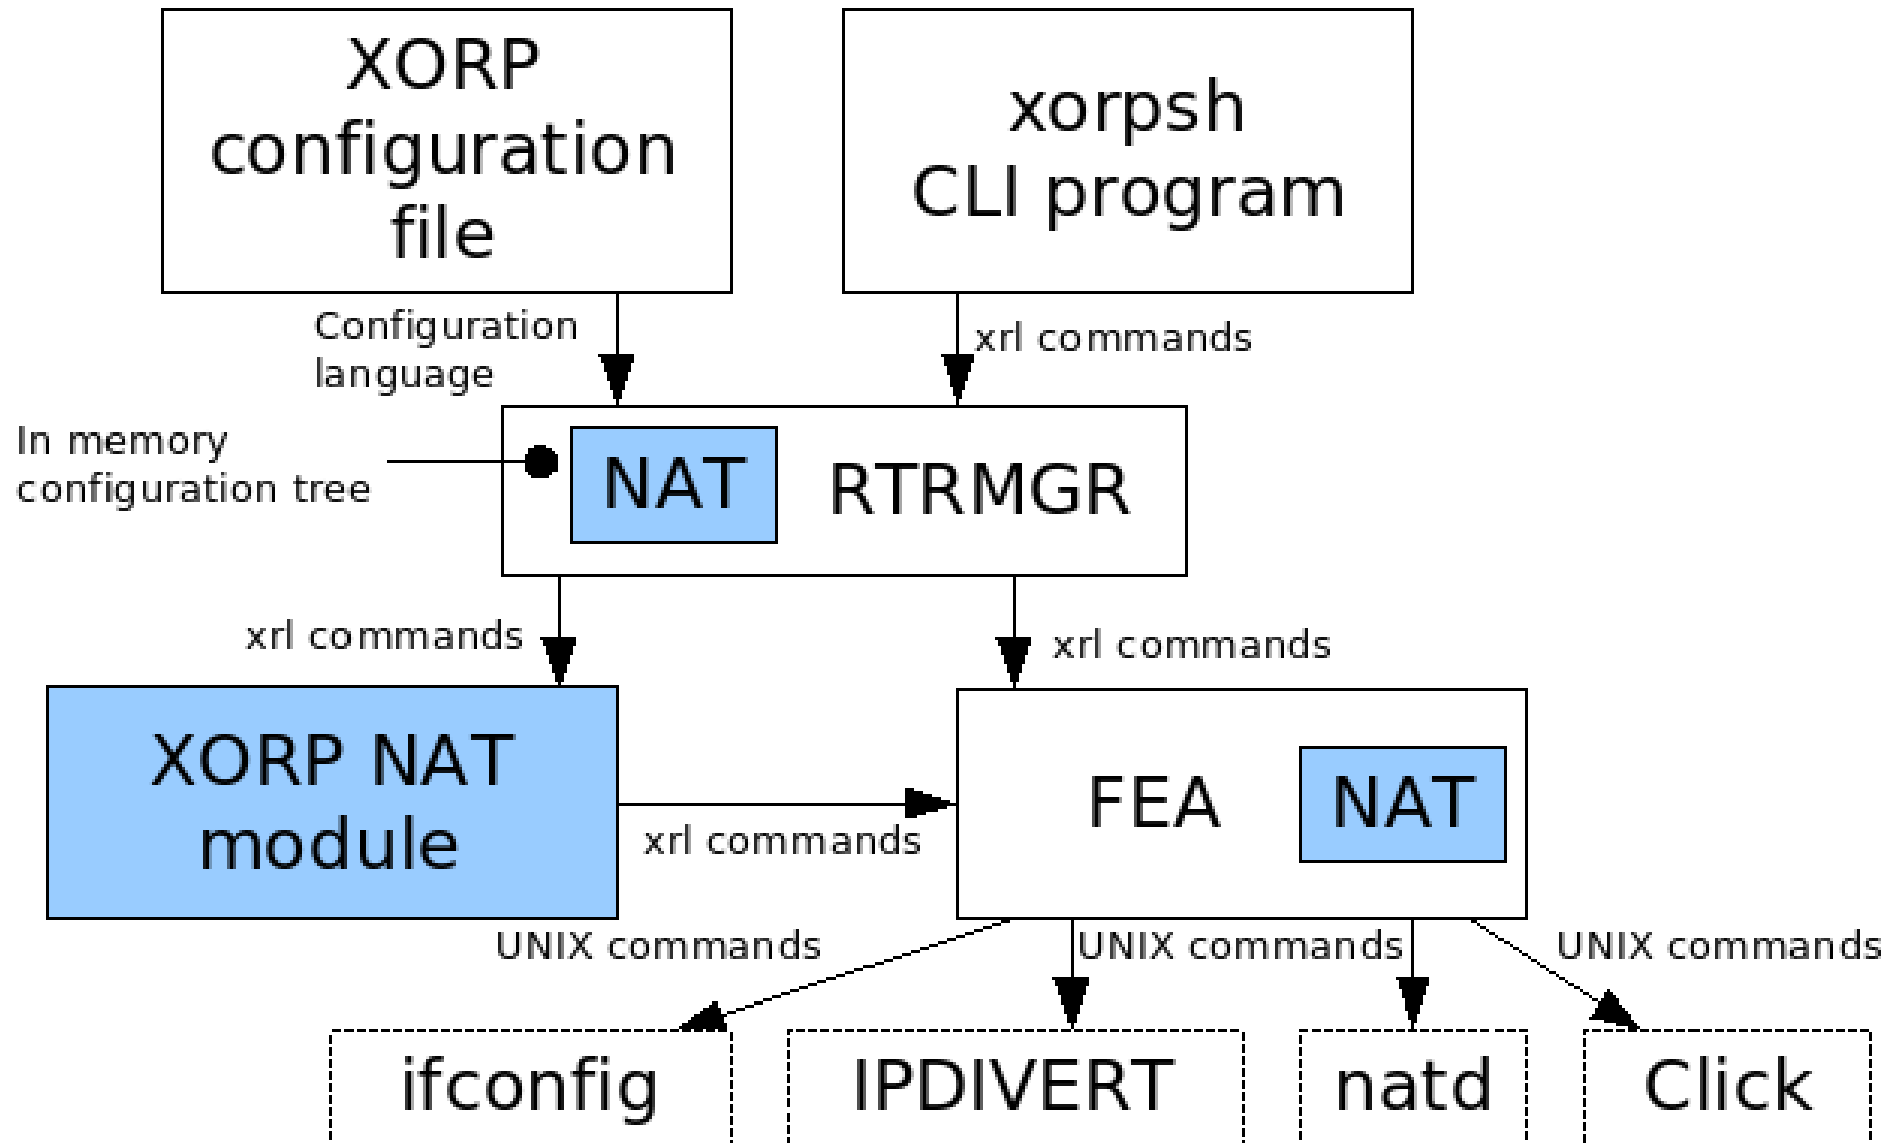 XORP
configuration
file
xorpsh
CLI program
Configuration
language
xrl commands
In memory
configuration tree
NAT
RTRMGR
xrl commands
xrl commands
XORP NAT
module
xrl commands
FEA
NAT
UNIX commands
UNIX commands
UNIX commands
ifconfig
IPDIVERT
natd
Click